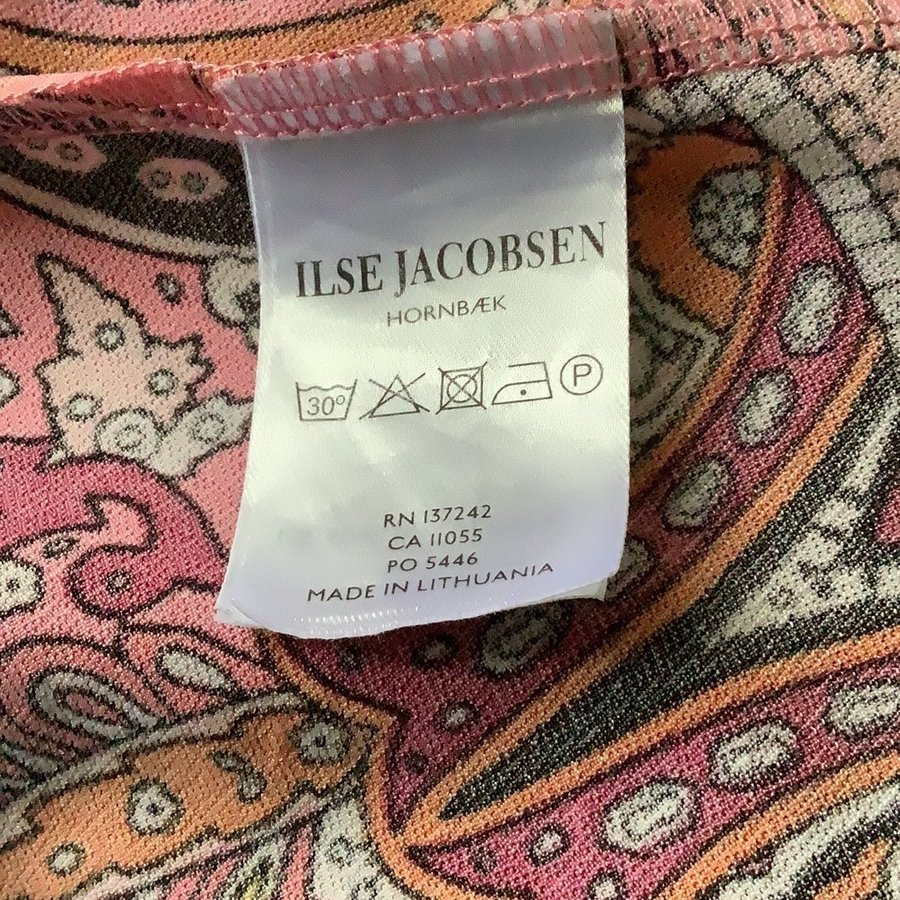 ILSE JACOBSEN
HORNBÆK
30° P
RN 137242
CA 11055
PO 5446
MADE IN LITHUANIA